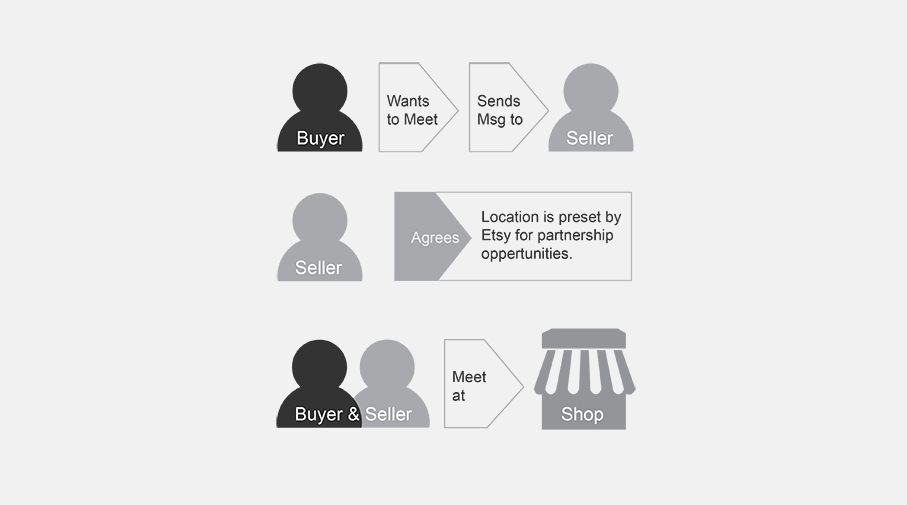 Buyer
Wants
to Meet
Sends
Msg to
Seller
Seller
Agrees
Location is preset by
Etsy for partnership
oppertunities.
Buyer & Seller
Meet
at
Shop